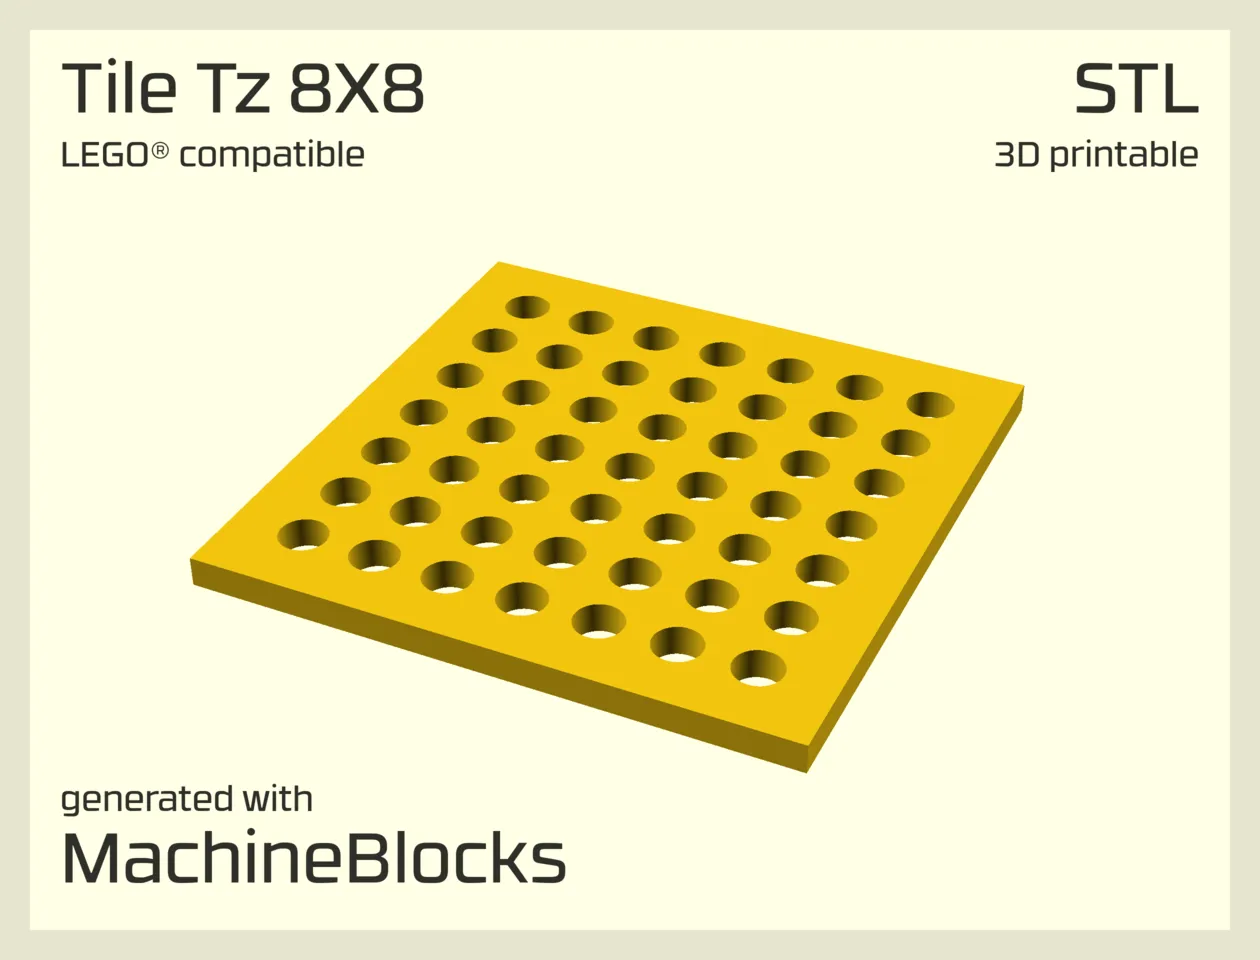 Tile Tz 8X8
LEGO® compatible
STL
3D printable
generated with
MachineBlocks